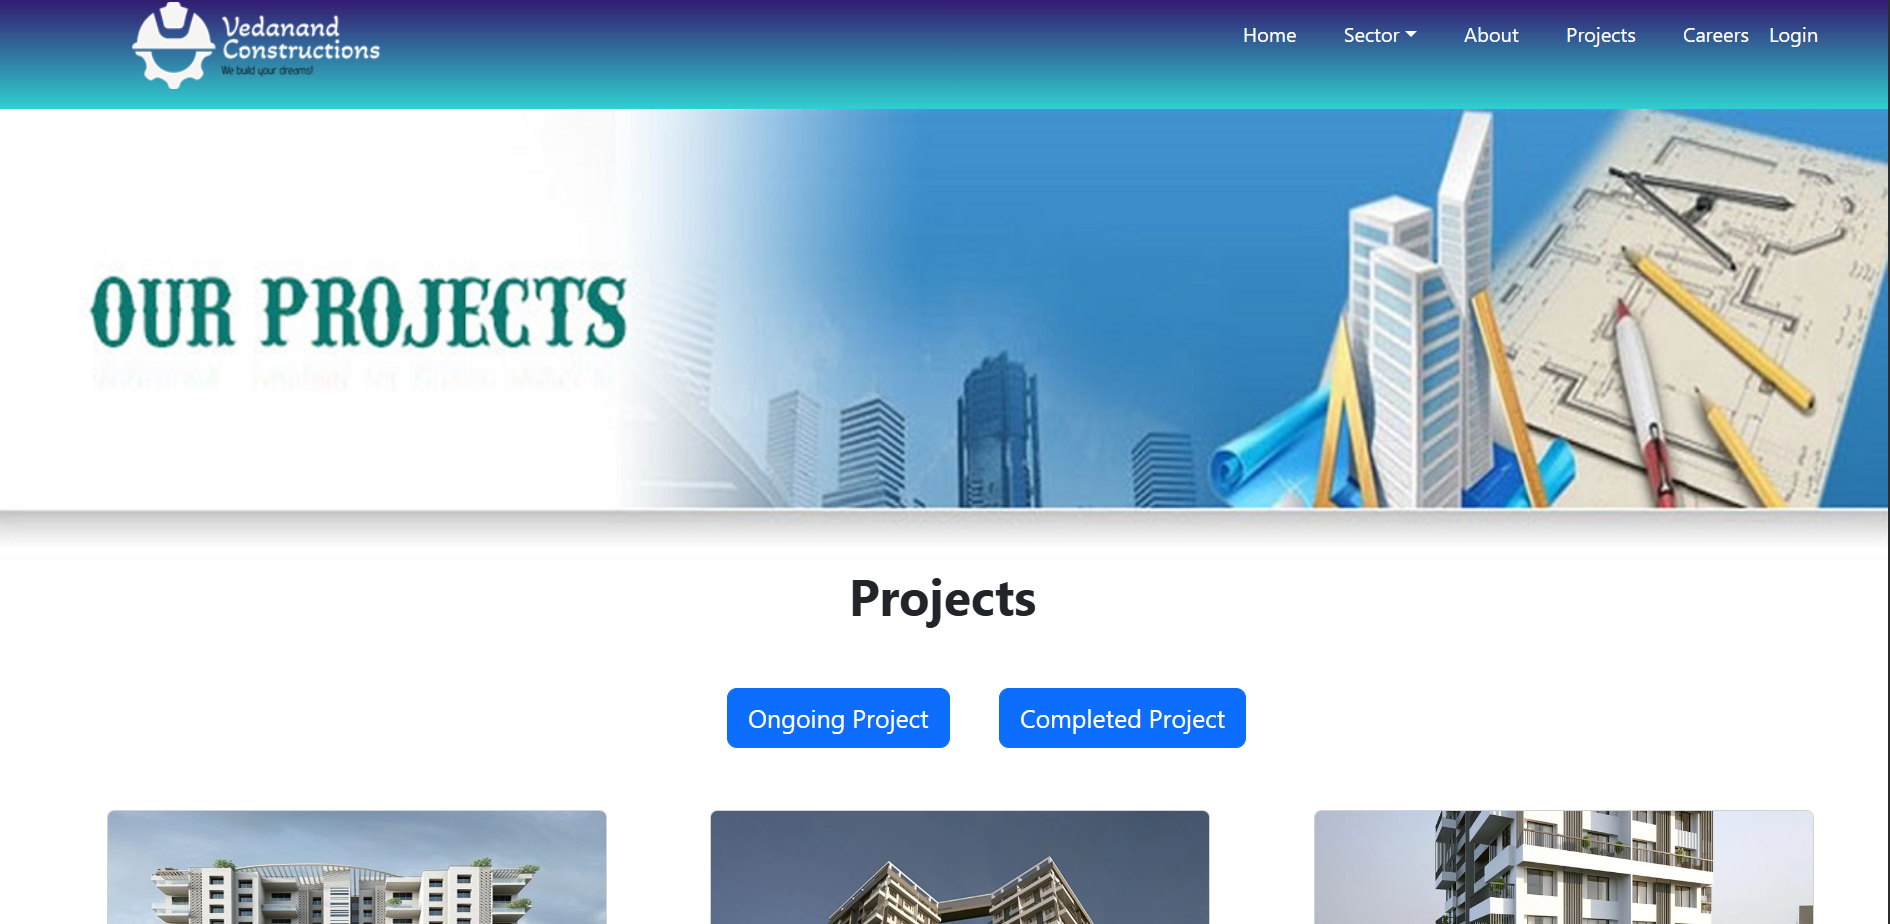 Vedanand
Constructions
We build your dreams!
Home Sector About Projects Careers Login
OUR PROJECTS
Projects
Ongoing Project Completed Project